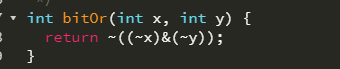 int bitOr(int x, int y) {
return ~((~x)&(~y));
}